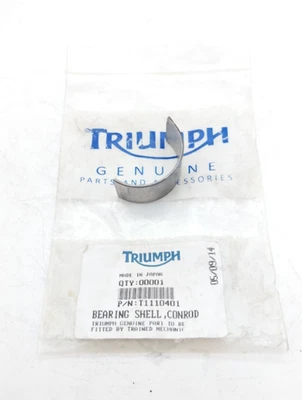 TRIUMPH
GENUINE
PARTS AND ACCESSORIES
TRIUMPH
MADE IN JAPAN
QTY:00001
P/N:T1110401
BEARING SHELL,CONROD
TRIUMPH GENUINE PART TO BE
FITTED BY TRAINED MECHANIC
05/09/14